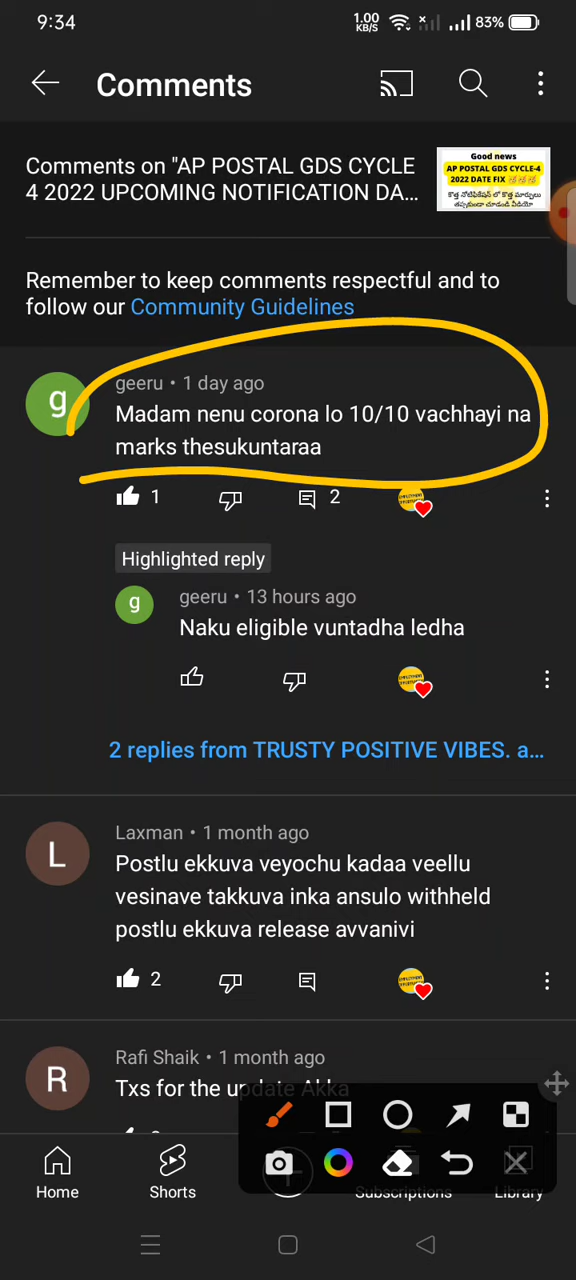 9:34
1.00
KB/S
83%
Comments
Comments on "AP POSTAL GDS CYCLE
4 2022 UPCOMING NOTIFICATION DA...
Good news
AP POSTAL GDS CYCLE-4
2022 DATE FIX
కొత్త నోటిఫికేషన్ లో కొత్త మార్పులు
తప్పకుండా చూడండి వీడియో
Remember to keep comments respectful and to
follow our Community Guidelines
g
geeru • 1 day ago
Madam nenu corona lo 10/10 vachhayi na
marks thesukuntaraa
1
2
Highlighted reply
g
geeru • 13 hours ago
Naku eligible vuntadha ledha
2 replies from TRUSTY POSITIVE VIBES. a...
L
Laxman • 1 month ago
Postlu ekkuva veyochu kadaa veellu
vesinave takkuva inka ansulo withheld
postlu ekkuva release avvanivi
2
R
Rafi Shaik • 1 month ago
Txs for the update Akka
Home
Shorts
Subscriptions
Library